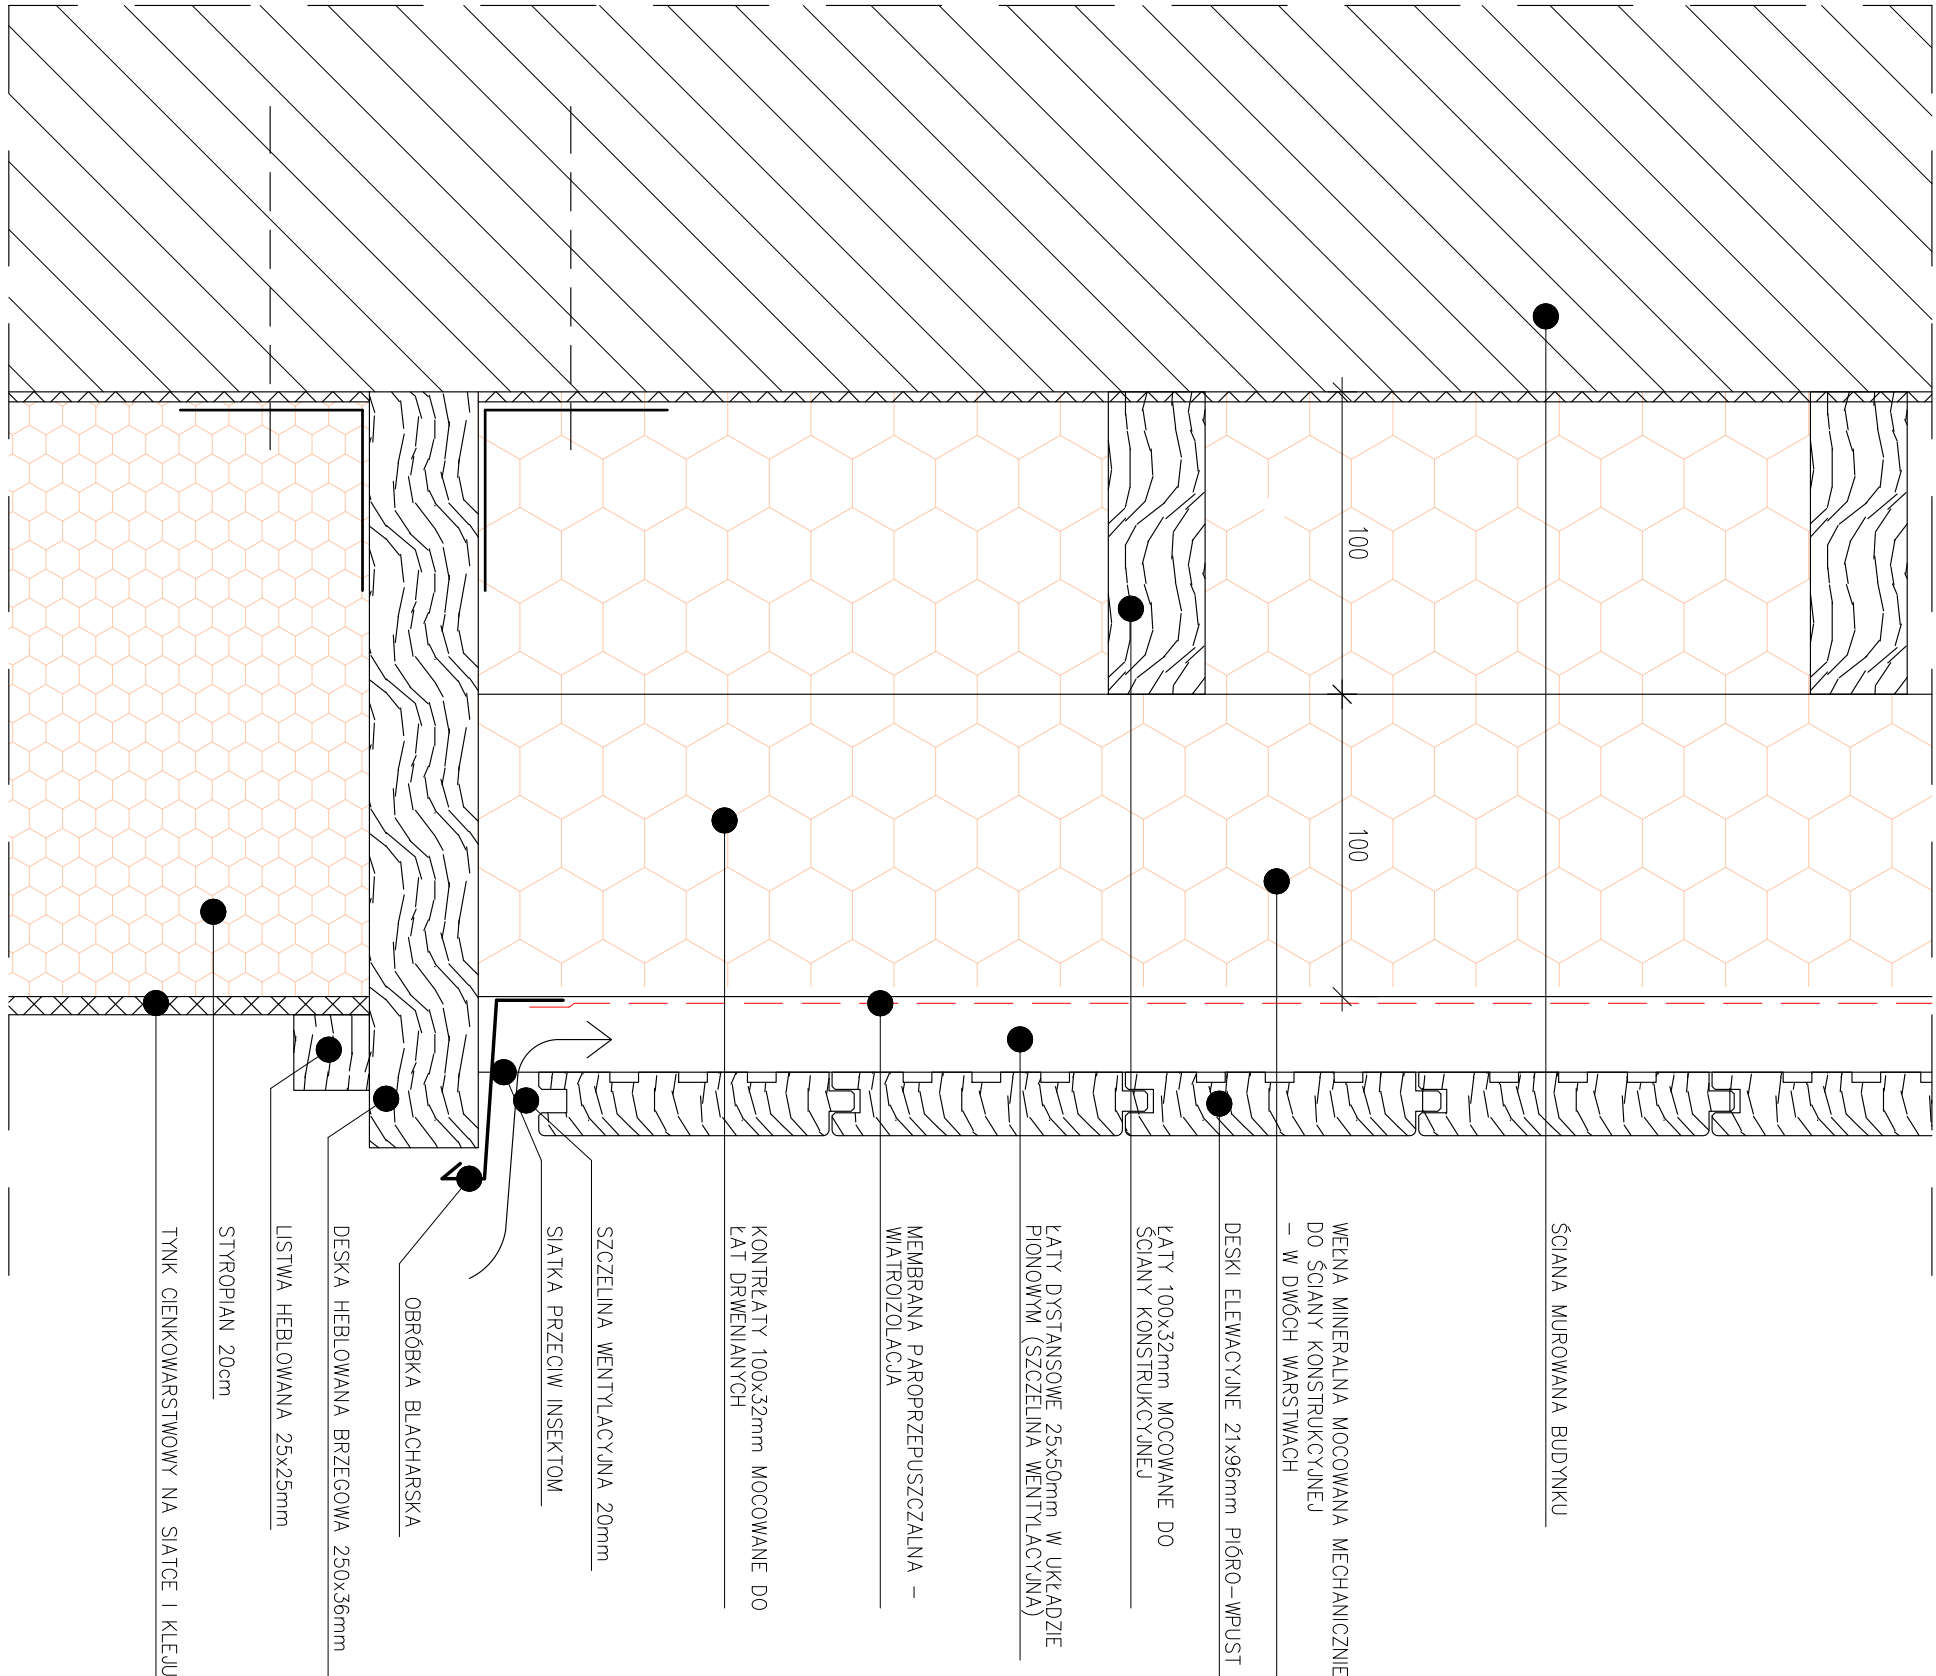 100
100
ŚCIANA MUROWANA BUDYNKU
WEŁNA MINERALNA MOCOWANA MECHANICZNIE
DO ŚCIANY KONSTRUKCYJNEJ
- W DWÓCH WARSTWACH
DESKI ELEWACYJNE 21x96mm PIÓRO-WPUST
ŁATY 100x32mm MOCOWANE DO
ŚCIANY KONSTRUKCYJNEJ
ŁATY DYSTANSOWE 25x50mm W UKŁADZIE
PIONOWYM (SZCZELINA WENTYLACYJNA)
MEMBRANA PAROPRZEPUSZCZALNA -
WIATROIZOLACJA
KONTRŁATY 100x32mm MOCOWANE DO
ŁAT DRWENIANYCH
SZCZELINA WENTYLACYJNA 20mm
SIATKA PRZECIW INSEKTOM
OBRÓBKA BLACHARSKA
DESKA HEBLOWANA BRZEGOWA 250x36mm
LISTWA HEBLOWANA 25x25mm
STYROPIAN 20cm
TYNK CIENKOWARSTWOWY NA SIATCE I KLEJU